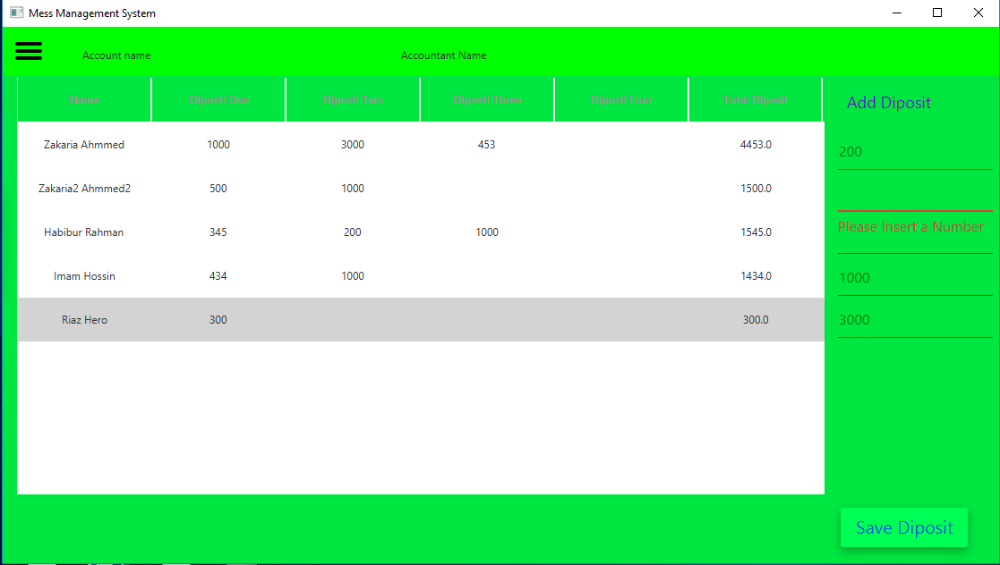 Mess Management System
Account name Accountant Name
Name Diposti One Diposti Two Diposti Three Diposti Four Total Diposit
Zakaria Ahmmed 1000 3000 453 4453.0
Zakaria2 Ahmmed2 500 1000 1500.0
Habibur Rahman 345 200 1000 1545.0
Imam Hossin 434 1000 1434.0
Riaz Hero 300 300.0
Add Diposit
200
Please Insert a Number
1000
3000
Save Diposit